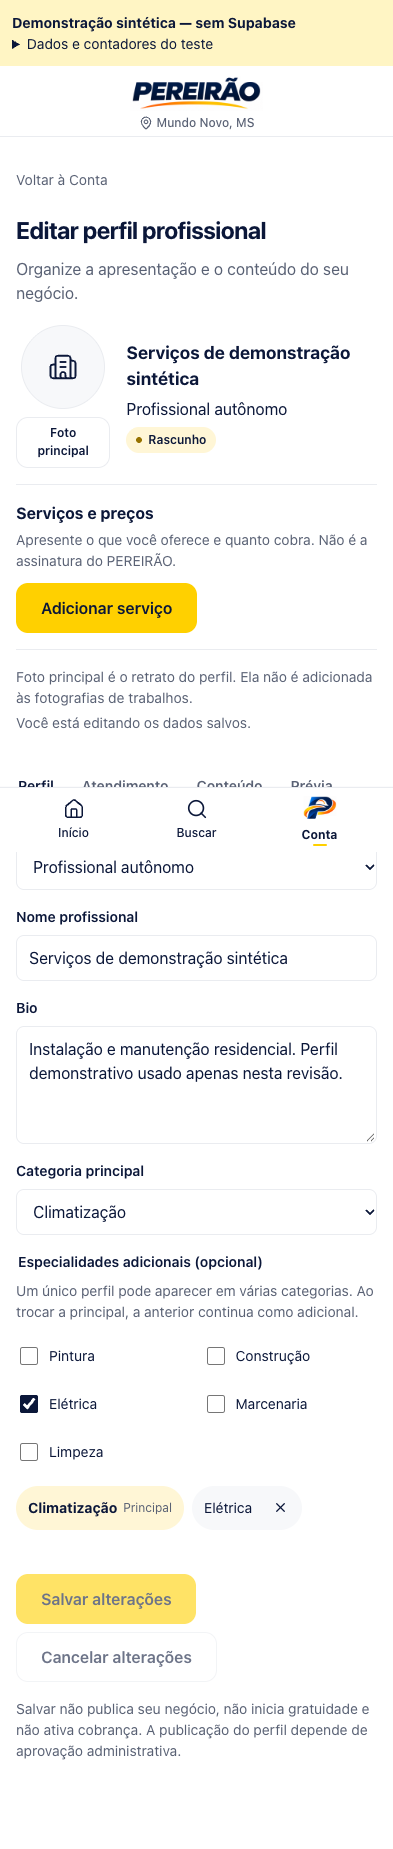 Demonstração sintética — sem Supabase
Dados e contadores do teste
PEREIRÃO
Mundo Novo, MS
Voltar à Conta
Editar perfil profissional
Organize a apresentação e o conteúdo do seu
negócio.
Serviços de demonstração
sintética
Profissional autônomo
Rascunho
Foto
principal
Serviços e preços
Apresente o que você oferece e quanto cobra. Não é a
assinatura do PEREIRÃO.
Adicionar serviço
Foto principal é o retrato do perfil. Ela não é adicionada
às fotografias de trabalhos.
Você está editando os dados salvos.
Perfil Atendimento Conteúdo Prévia
Início Buscar Conta
Profissional autônomo
Nome profissional
Serviços de demonstração sintética
Bio
Instalação e manutenção residencial. Perfil
demonstrativo usado apenas nesta revisão.
Categoria principal
Climatização
Especialidades adicionais (opcional)
Um único perfil pode aparecer em várias categorias. Ao
trocar a principal, a anterior continua como adicional.
Pintura Construção
Elétrica Marcenaria
Limpeza
Climatização Principal Elétrica ×
Salvar alterações
Cancelar alterações
Salvar não publica seu negócio, não inicia gratuidade e
não ativa cobrança. A publicação do perfil depende de
aprovação administrativa.